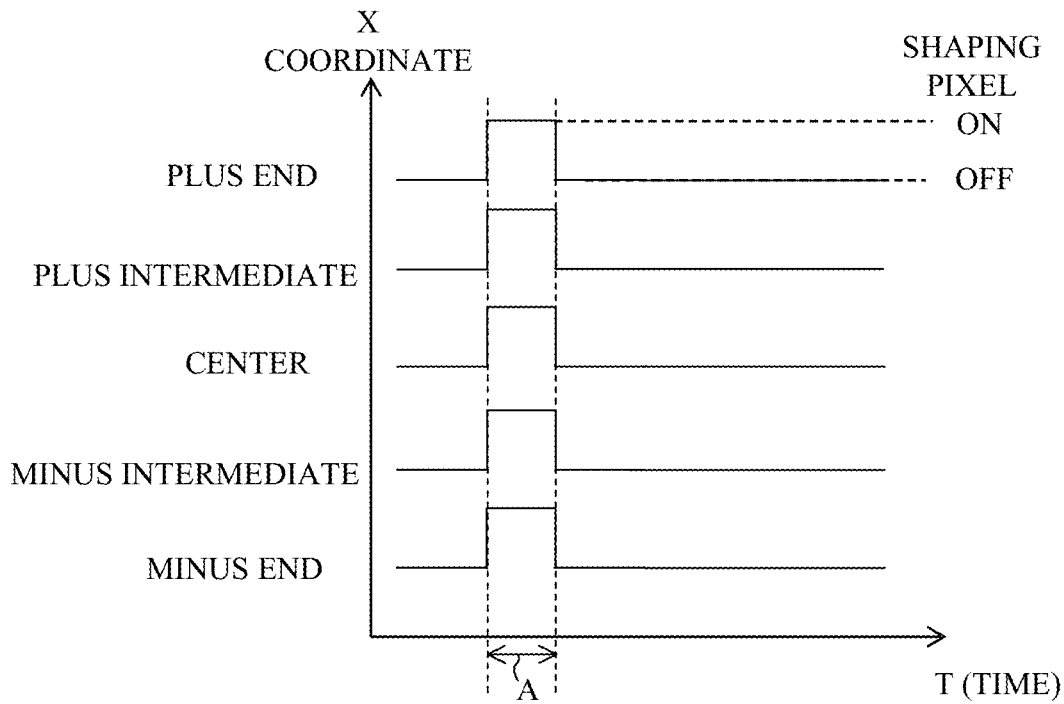 X
COORDINATE
SHAPING
PIXEL
ON
PLUS END
OFF
PLUS INTERMEDIATE
CENTER
MINUS INTERMEDIATE
MINUS END
A
T (TIME)